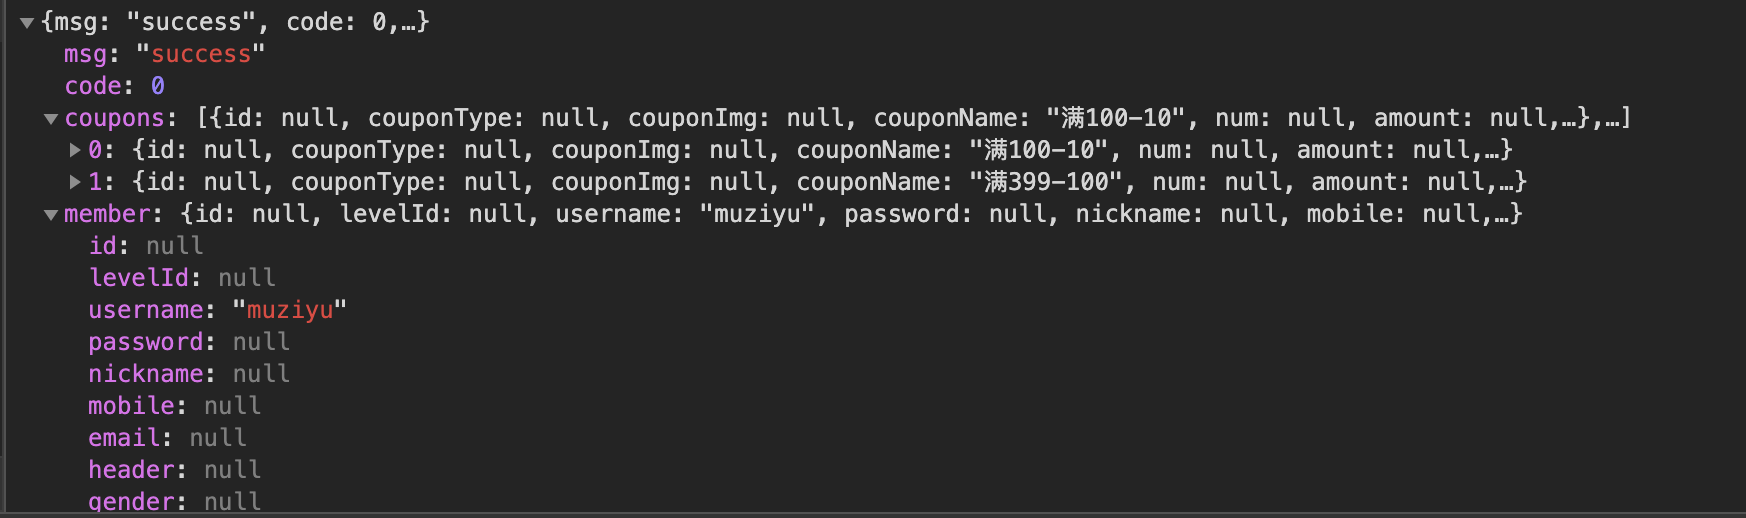 {msg: "success", code: 0,…}
msg: "success"
code: 0
coupons: [{id: null, couponType: null, couponImg: null, couponName: "满100-10", num: null, amount: null,…},…]
0: {id: null, couponType: null, couponImg: null, couponName: "满100-10", num: null, amount: null,…}
1: {id: null, couponType: null, couponImg: null, couponName: "满399-100", num: null, amount: null,…}
member: {id: null, levelId: null, username: "muziyu", password: null, nickname: null, mobile: null,…}
id: null
levelId: null
username: "muziyu"
password: null
nickname: null
mobile: null
email: null
header: null
gender: null